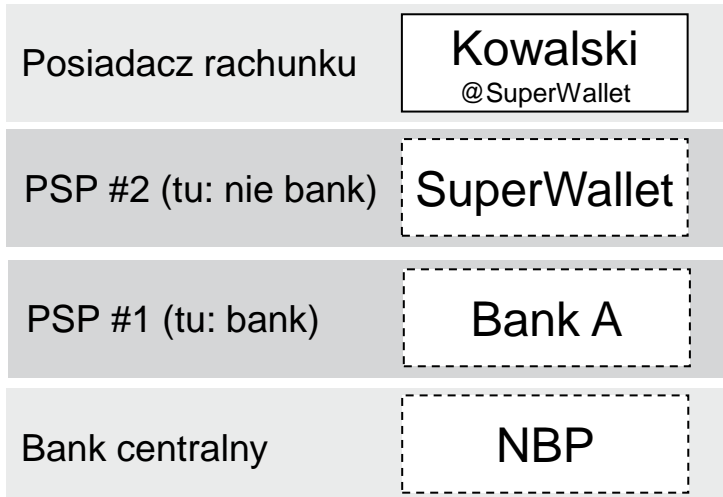 Posiadacz rachunku
Kowalski
@SuperWallet
PSP #2 (tu: nie bank)
SuperWallet
PSP #1 (tu: bank)
Bank A
Bank centralny
NBP